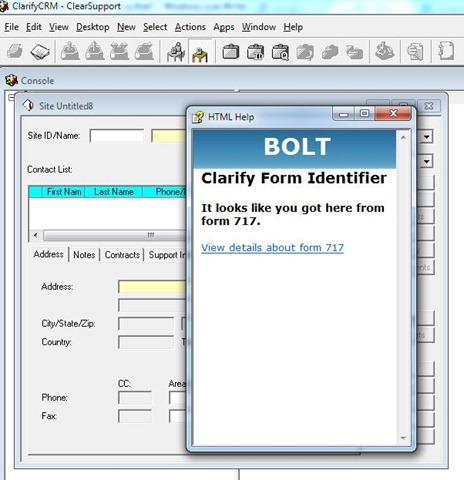 ClarifyCRM - ClearSupport
File Edit View Desktop New Select Actions Apps Window Help
Console
Site Untitled8
HTML Help
Site ID/Name:
BOLT
Clarify Form Identifier
Contact List:
First Nam Last Name Phone/
It looks like you got here from
form 717.
View details about form 717
Address Notes Contracts Support In
Address:
City/State/Zip:
Country:
CC: Area
Phone:
Fax: